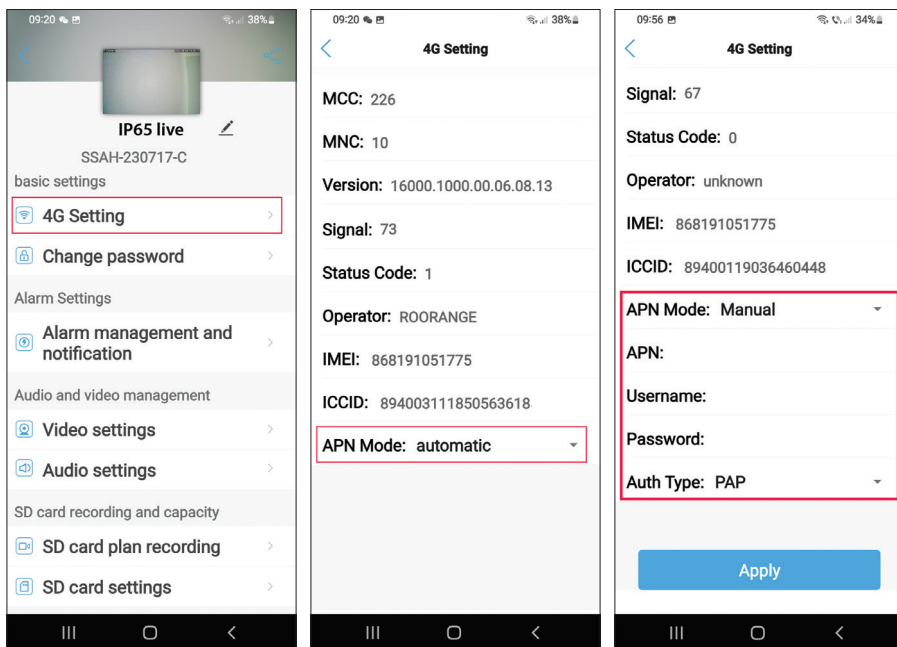 09:20 38%
IP65 live
SSAH-230717-C
basic settings
4G Setting
Change password
Alarm Settings
Alarm management and
notification
Audio and video management
Video settings
Audio settings
SD card recording and capacity
SD card plan recording
SD card settings
09:20 38%
4G Setting
MCC: 226
MNC: 10
Version: 16000.1000.00.06.08.13
Signal: 73
Status Code: 1
Operator: ROORANGE
IMEI: 868191051775
ICCID: 894003111850563618
APN Mode: automatic
09:56 34%
4G Setting
Signal: 67
Status Code: 0
Operator: unknown
IMEI: 868191051775
ICCID: 89400119036460448
APN Mode: Manual
APN:
Username:
Password:
Auth Type: PAP
Apply